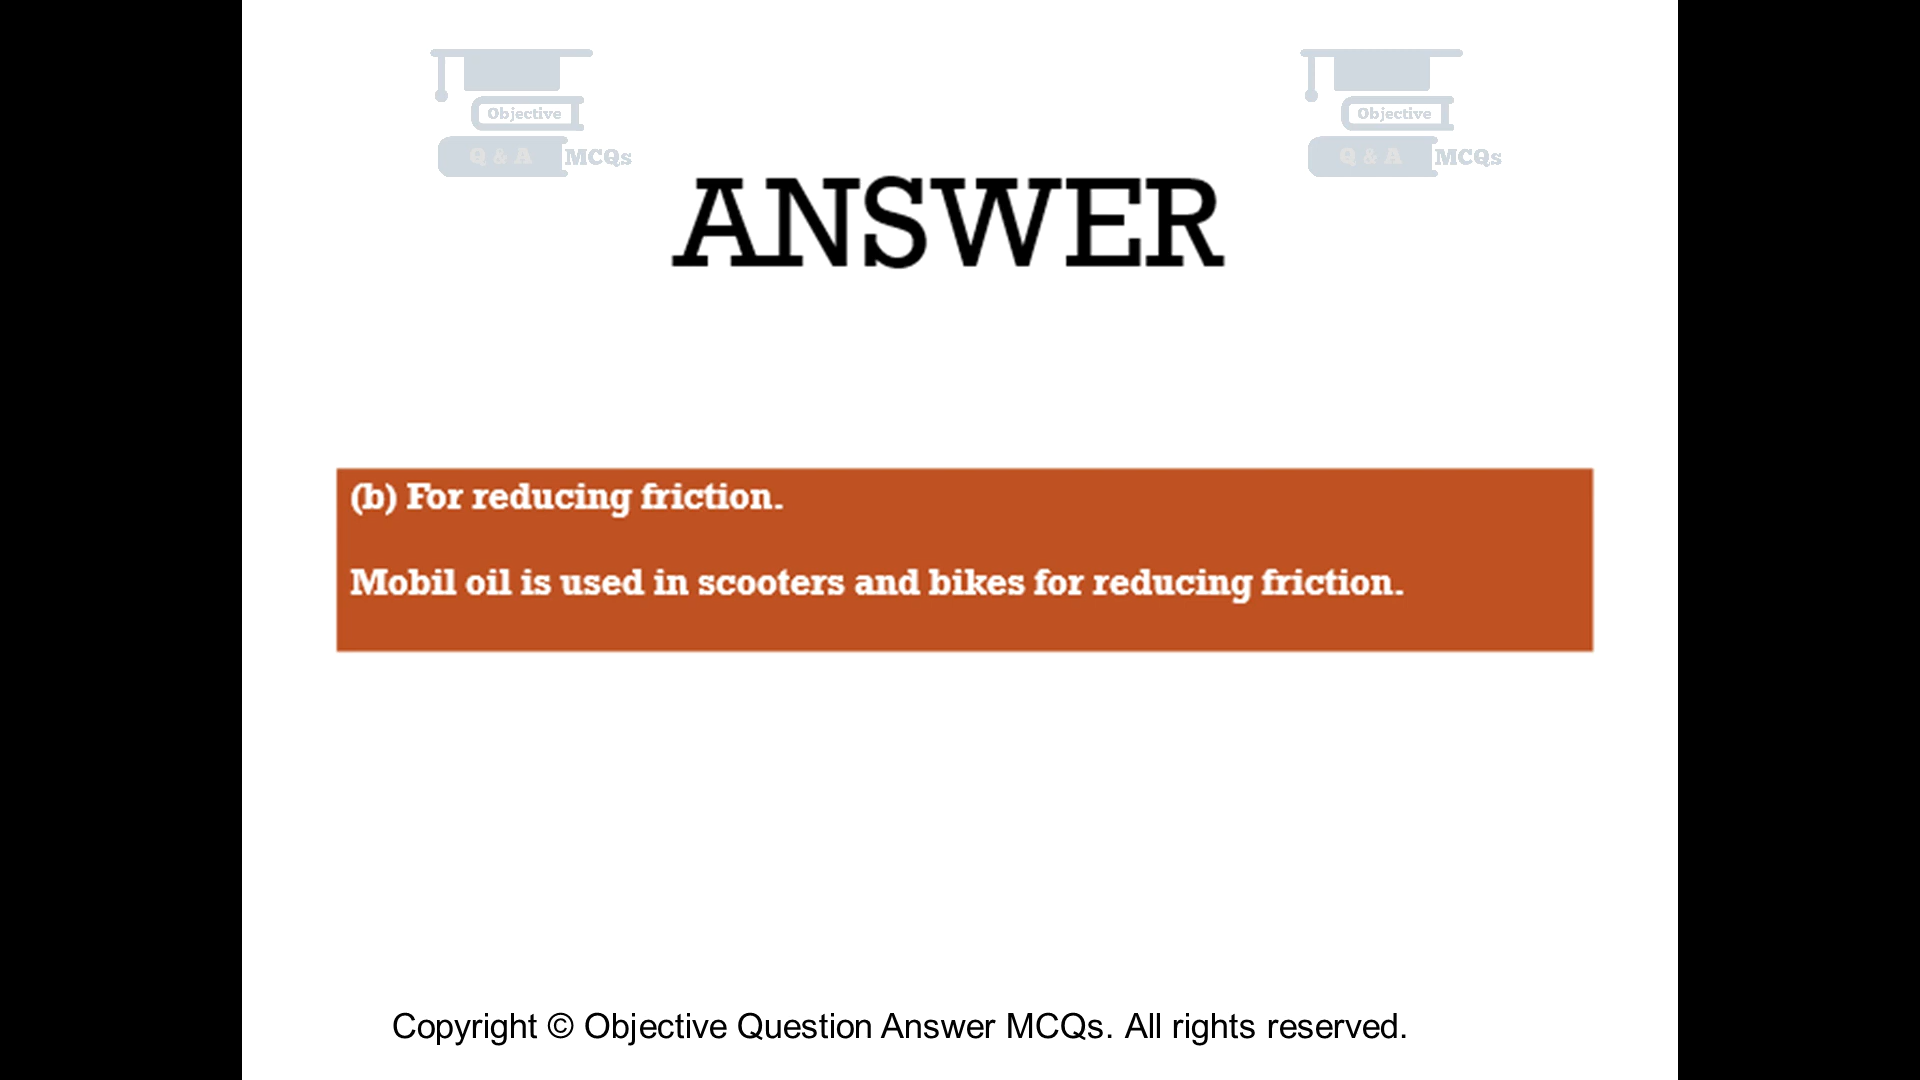 Objective
Q & A MCQs
Objective
Q & A MCQs
ANSWER
(b) For reducing friction.
Mobil oil is used in scooters and bikes for reducing friction.
Copyright © Objective Question Answer MCQs. All rights reserved.